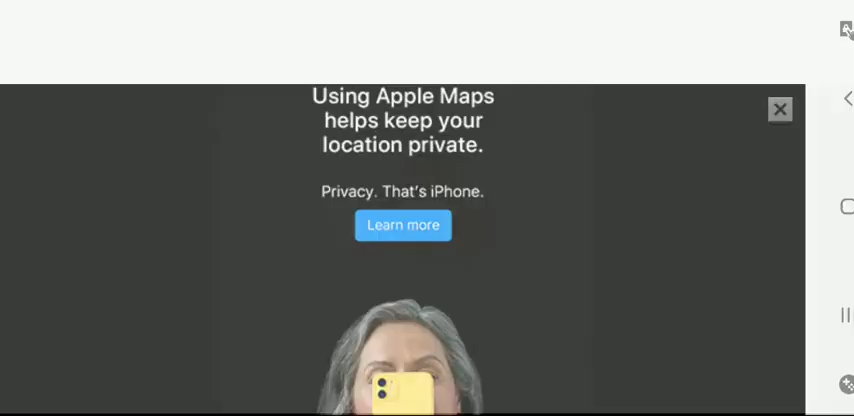 Using Apple Maps
helps keep your
location private.
Privacy. That's iPhone.
Learn more